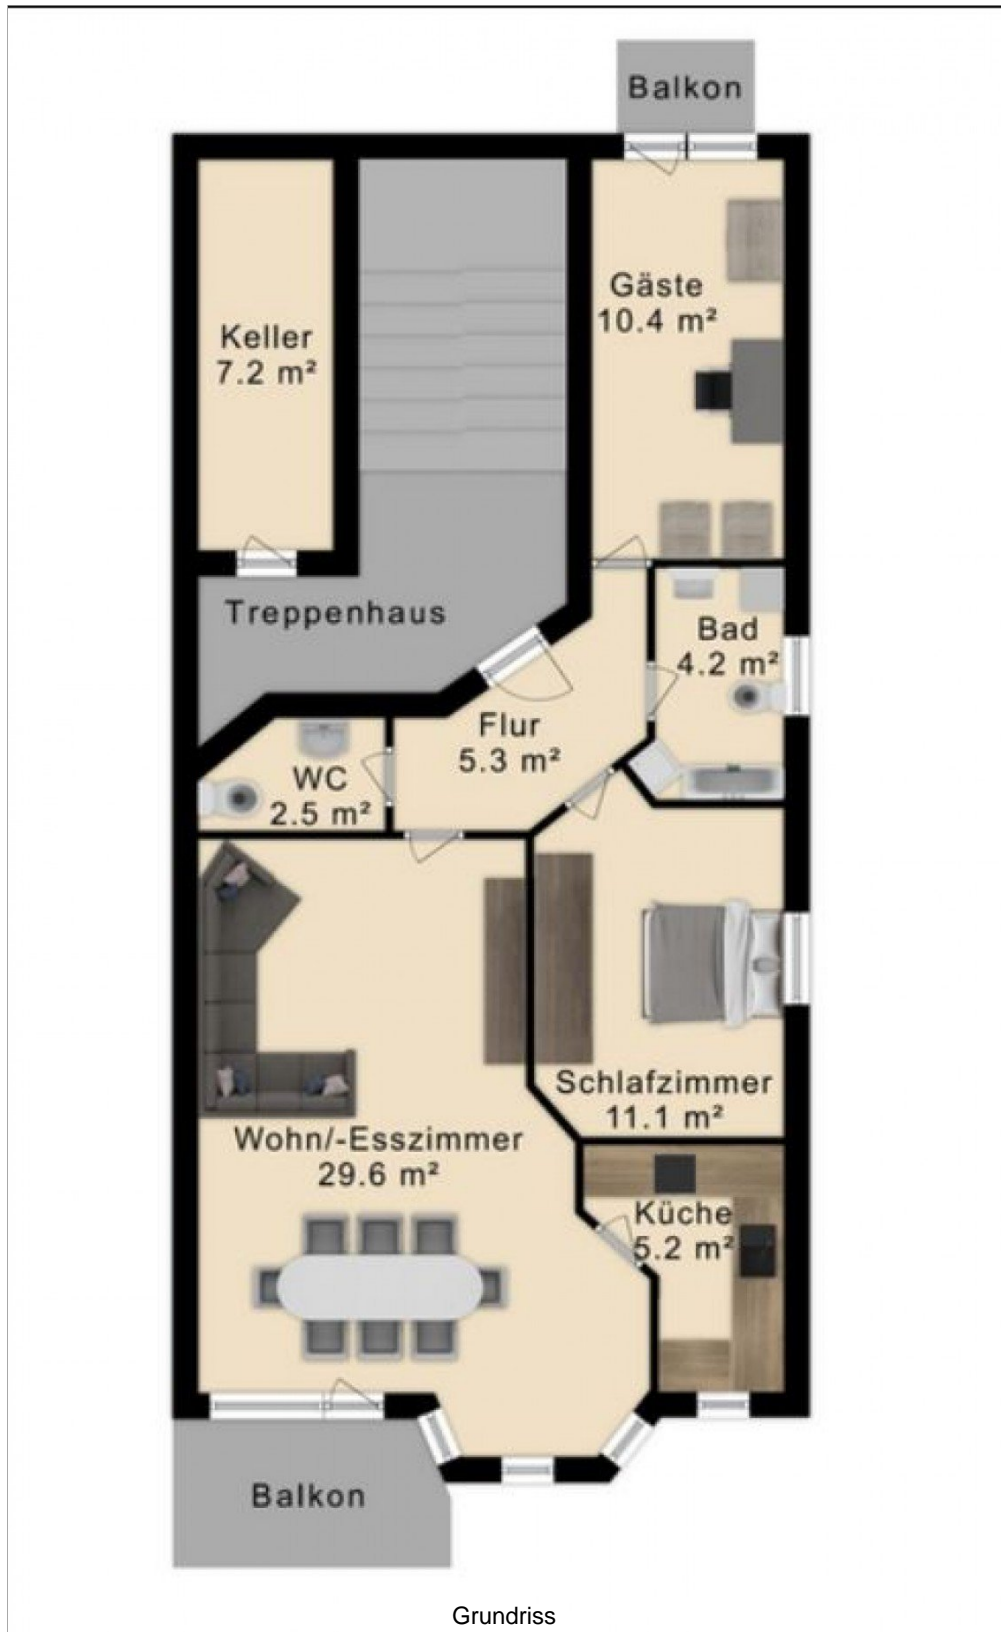 Balkon
Gäste
10.4 m²
Keller
7.2 m²
Treppenhaus
Bad
4.2 m²
Flur
5.3 m²
WC
2.5 m²
Schlafzimmer
11.1 m²
Wohn/-Esszimmer
29.6 m²
Küche
5.2 m²
Balkon
Grundriss